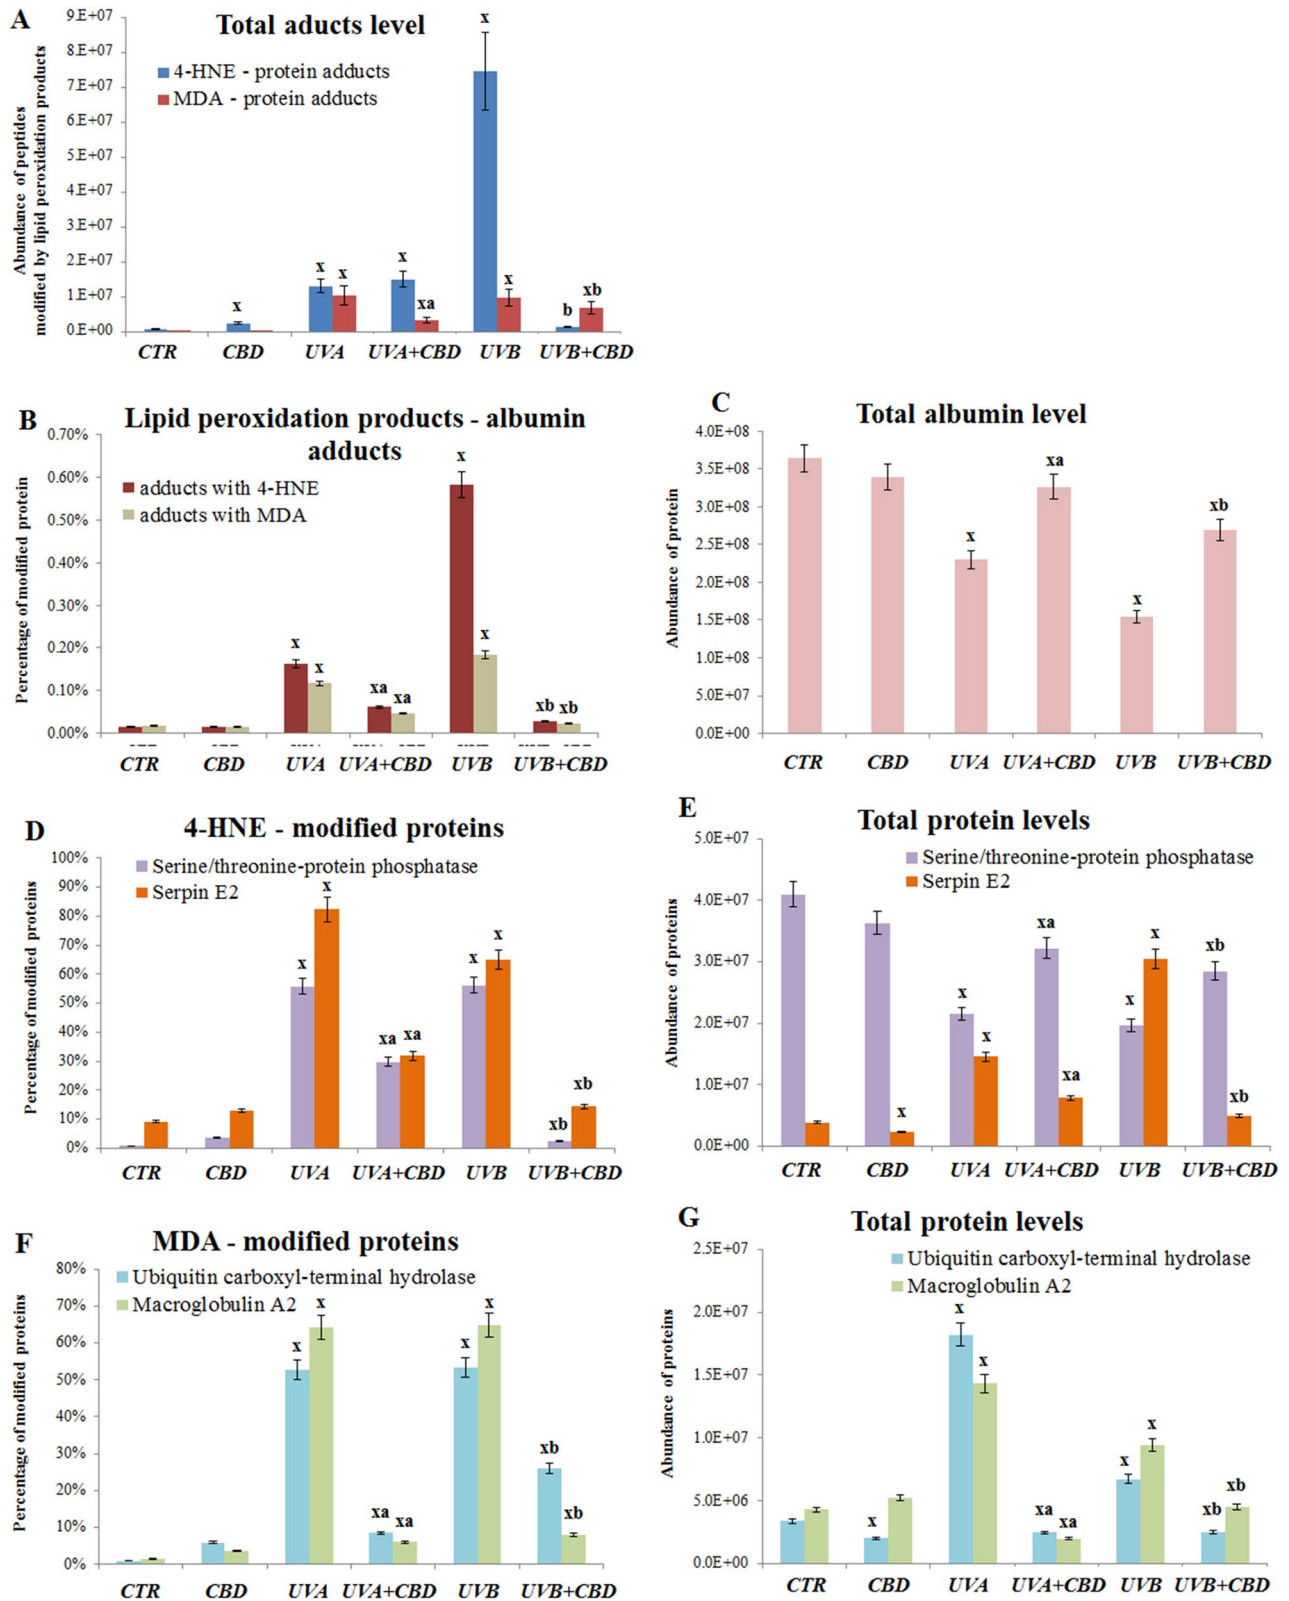 A
Total aducts level
Abundance of peptides
modified by lipid peroxidation products
9.E+07
8.E+07
7.E+07
6.E+07
5.E+07
4.E+07
3.E+07
2.E+07
1.E+07
0.E+00
4-HNE - protein adducts
MDA - protein adducts
x
x x
x
xa
x
x
b
xb
CTR CBD UVA UVA+CBD UVB UVB+CBD
B
Lipid peroxidation products - albumin
adducts
Percentage of modified protein
0.70%
0.60%
0.50%
0.40%
0.30%
0.20%
0.10%
0.00%
adducts with 4-HNE
adducts with MDA
x
x
xa
xa
x
x
xb xb
CTR CBD UVA UVA+CBD UVB UVB+CBD
C
Total albumin level
Abundance of protein
4.0E+08
3.5E+08
3.0E+08
2.5E+08
2.0E+08
1.5E+08
1.0E+08
5.0E+07
0.0E+00
x
xa
x
xb
CTR CBD UVA UVA+CBD UVB UVB+CBD
D
4-HNE - modified proteins
Percentage of modified proteins
100%
90%
80%
70%
60%
50%
40%
30%
20%
10%
0%
Serine/threonine-protein phosphatase
Serpin E2
x
x
xa xa
x x
xb
xb
CTR CBD UVA UVA+CBD UVB UVB+CBD
E
Total protein levels
Abundance of proteins
5.0E+07
4.0E+07
3.0E+07
2.0E+07
1.0E+07
0.0E+00
Serine/threonine-protein phosphatase
Serpin E2
x
x
x
xa
xa
x
x
xb
xb
CTR CBD UVA UVA+CBD UVB UVB+CBD
F
MDA - modified proteins
Percentage of modified proteins
80%
70%
60%
50%
40%
30%
20%
10%
0%
Ubiquitin carboxyl-terminal hydrolase
Macroglobulin A2
x
x
xa xa
x
x
xb
xb
CTR CBD UVA UVA+CBD UVB UVB+CBD
G
Total protein levels
Abundance of proteins
2.5E+07
2.0E+07
1.5E+07
1.0E+07
5.0E+06
0.0E+00
Ubiquitin carboxyl-terminal hydrolase
Macroglobulin A2
x
x
x
xa xa
x
x
xb
xb
CTR CBD UVA UVA+CBD UVB UVB+CBD